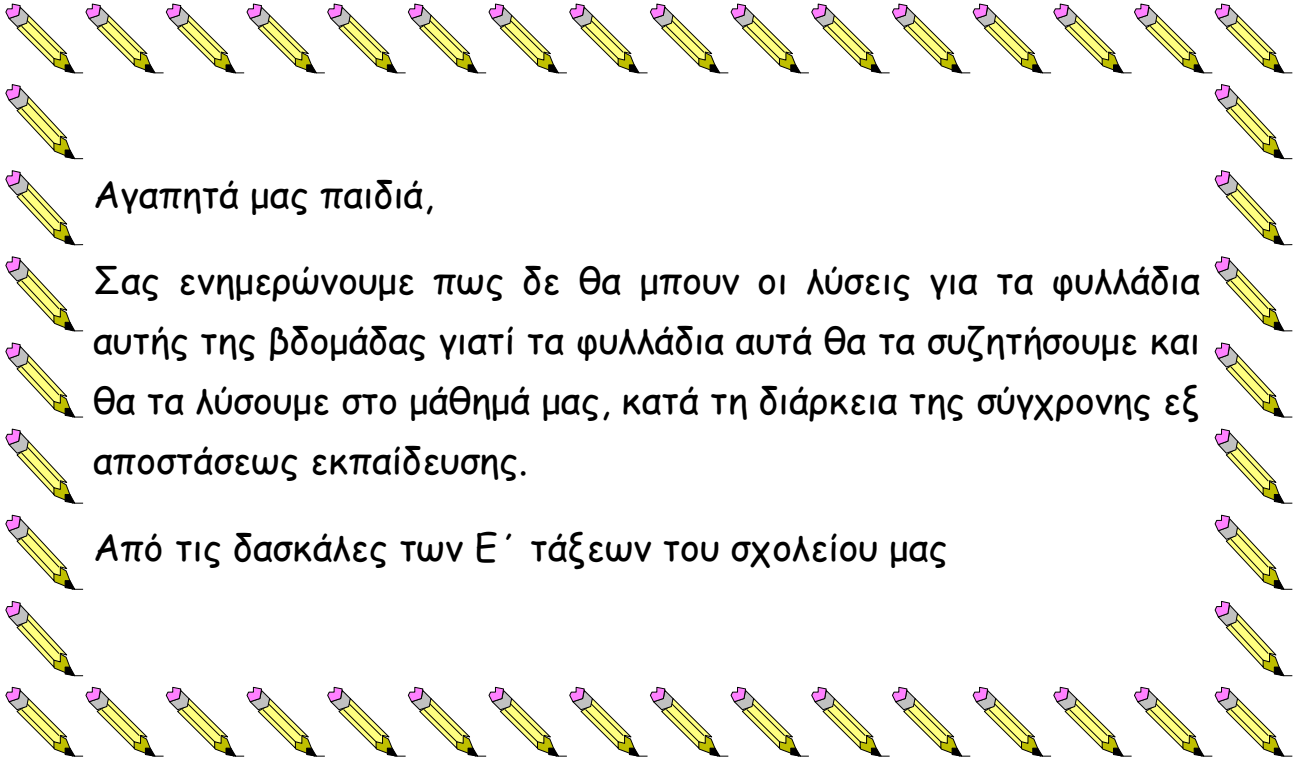 Αγαπητά μας παιδιά,
Σας ενημερώνουμε πως δε θα μπουν οι λύσεις για τα φυλλάδια
αυτής της βδομάδας γιατί τα φυλλάδια αυτά θα τα συζητήσουμε και
θα τα λύσουμε στο μάθημά μας, κατά τη διάρκεια της σύγχρονης εξ
αποστάσεως εκπαίδευσης.
Από τις δασκάλες των Ε΄ τάξεων του σχολείου μας